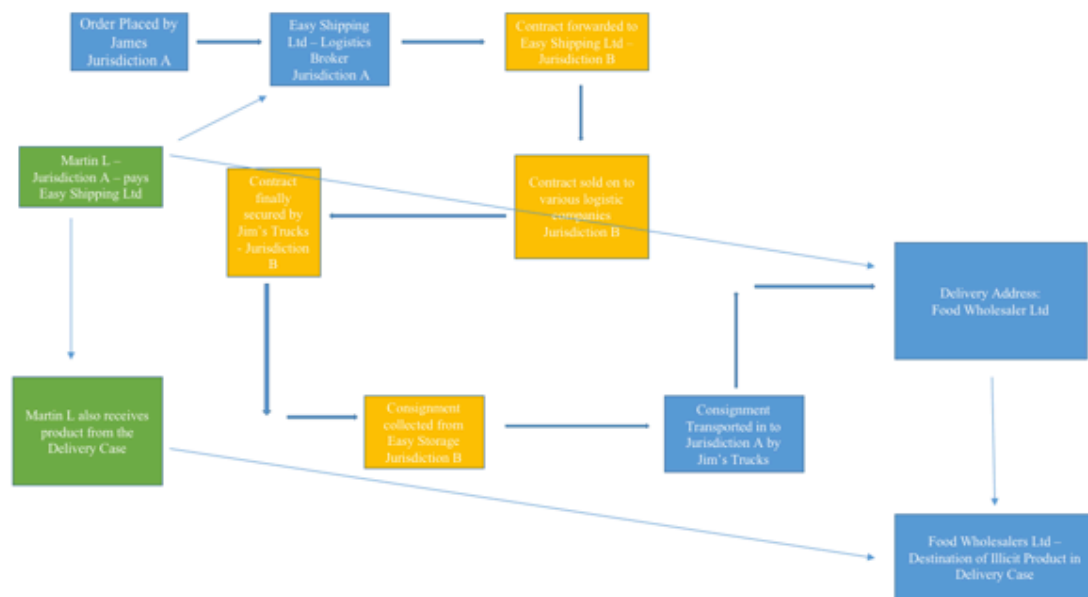 Order Placed by
James
Jurisdiction A
Easy Shipping
Ltd – Logistics
Broker
Jurisdiction A
Contract forwarded to
Easy Shipping Ltd –
Jurisdiction B
Martin L –
Jurisdiction A – pays
Easy Shipping Ltd
Contract
finally
secured by
Jim's Trucks
- Jurisdiction
B
Contract sold on to
various logistic
companies
Jurisdiction B
Delivery Address:
Food Wholesaler Ltd
Martin L also receives
product from the
Delivery Case
Consignment
collected from
Easy Storage
Jurisdiction B
Consignment
Transported in to
Jurisdiction A by
Jim's Trucks
Food Wholesalers Ltd –
Destination of Illicit Product in
Delivery Case